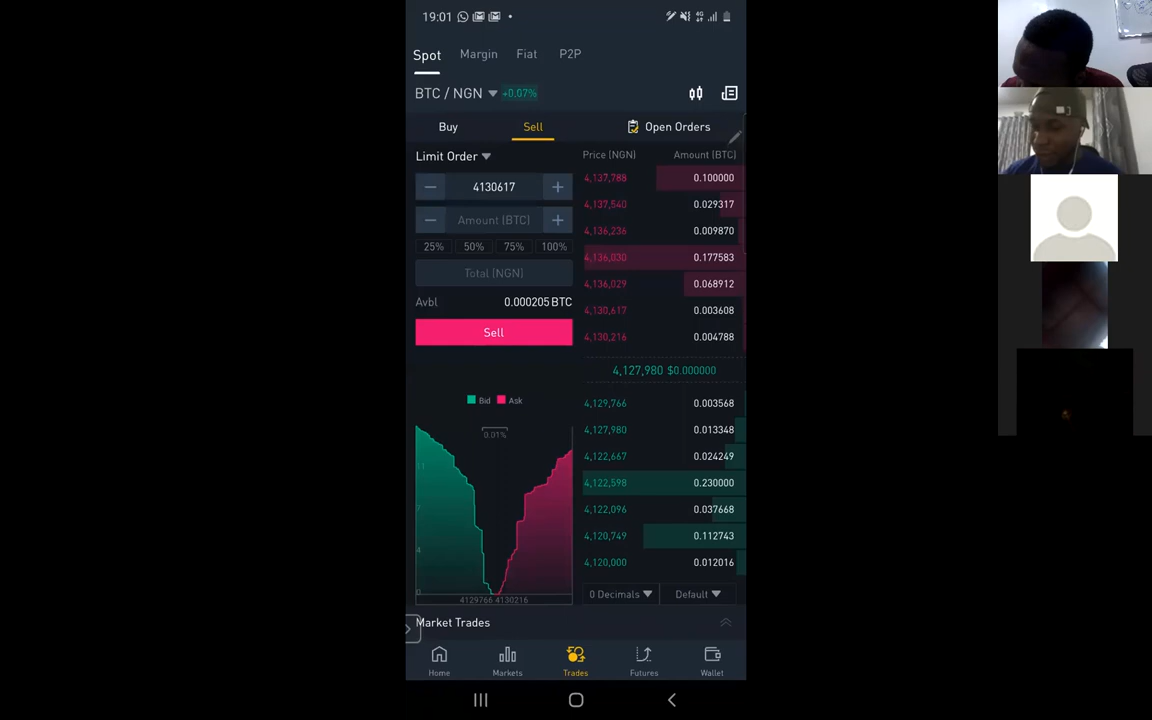 19:01
Spot Margin Fiat P2P
BTC / NGN +0.07%
Buy Sell Open Orders
Limit Order
4130617
Amount (BTC)
25% 50% 75% 100%
Total (NGN)
Avbl 0.000205 BTC
Sell
Bid Ask
0.01%
11
7
4
0
4129766 4130216
Price (NGN) Amount (BTC)
4,137,788 0.100000
4,137,540 0.029317
4,136,236 0.009870
4,136,030 0.177583
4,136,029 0.068912
4,130,617 0.003608
4,130,216 0.004788
4,127,980 $0.000000
4,129,766 0.003568
4,127,980 0.013348
4,122,667 0.024249
4,122,598 0.230000
4,122,096 0.037668
4,120,749 0.112743
4,120,000 0.012016
0 Decimals Default
Market Trades
Home Markets Trades Futures Wallet